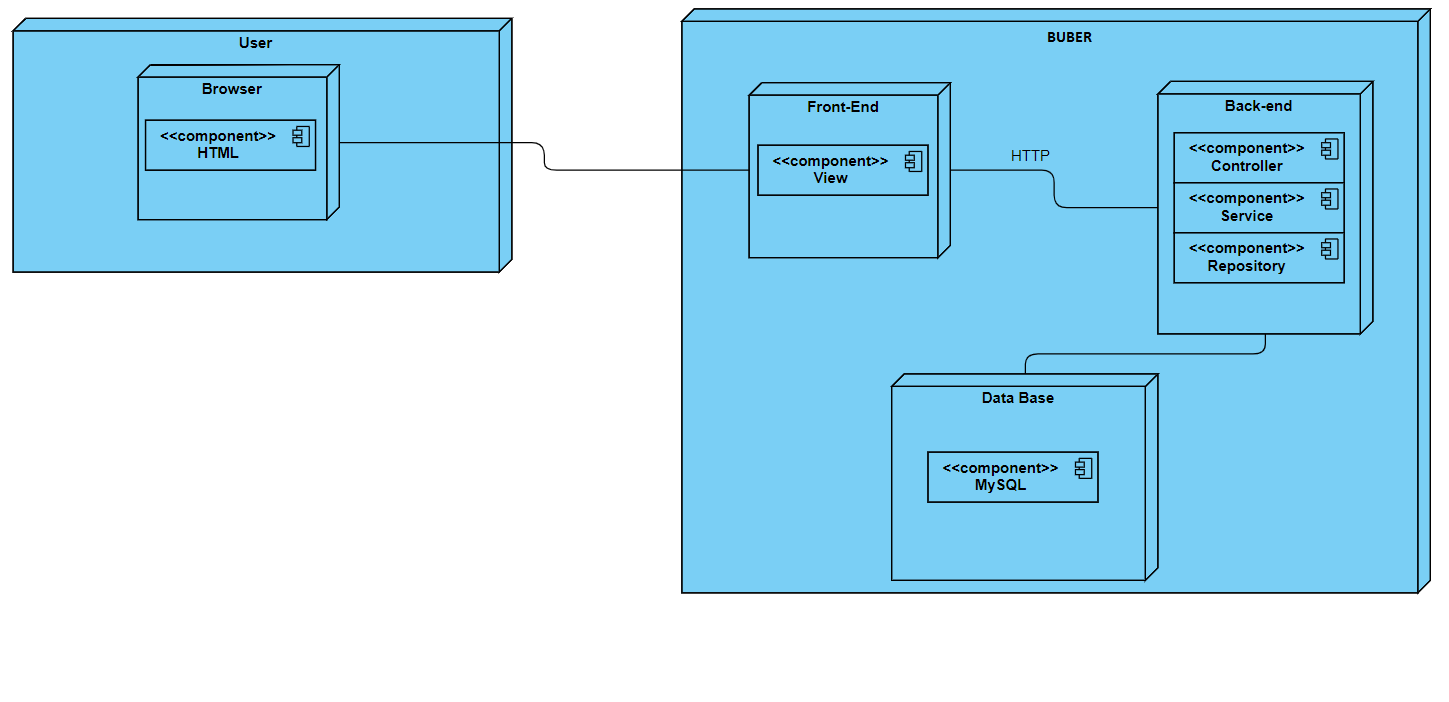 User
Browser
<<component>>
HTML
BUBER
Front-End
<<component>>
View
HTTP
Back-end
<<component>>
Controller
<<component>>
Service
<<component>>
Repository
Data Base
<<component>>
MySQL